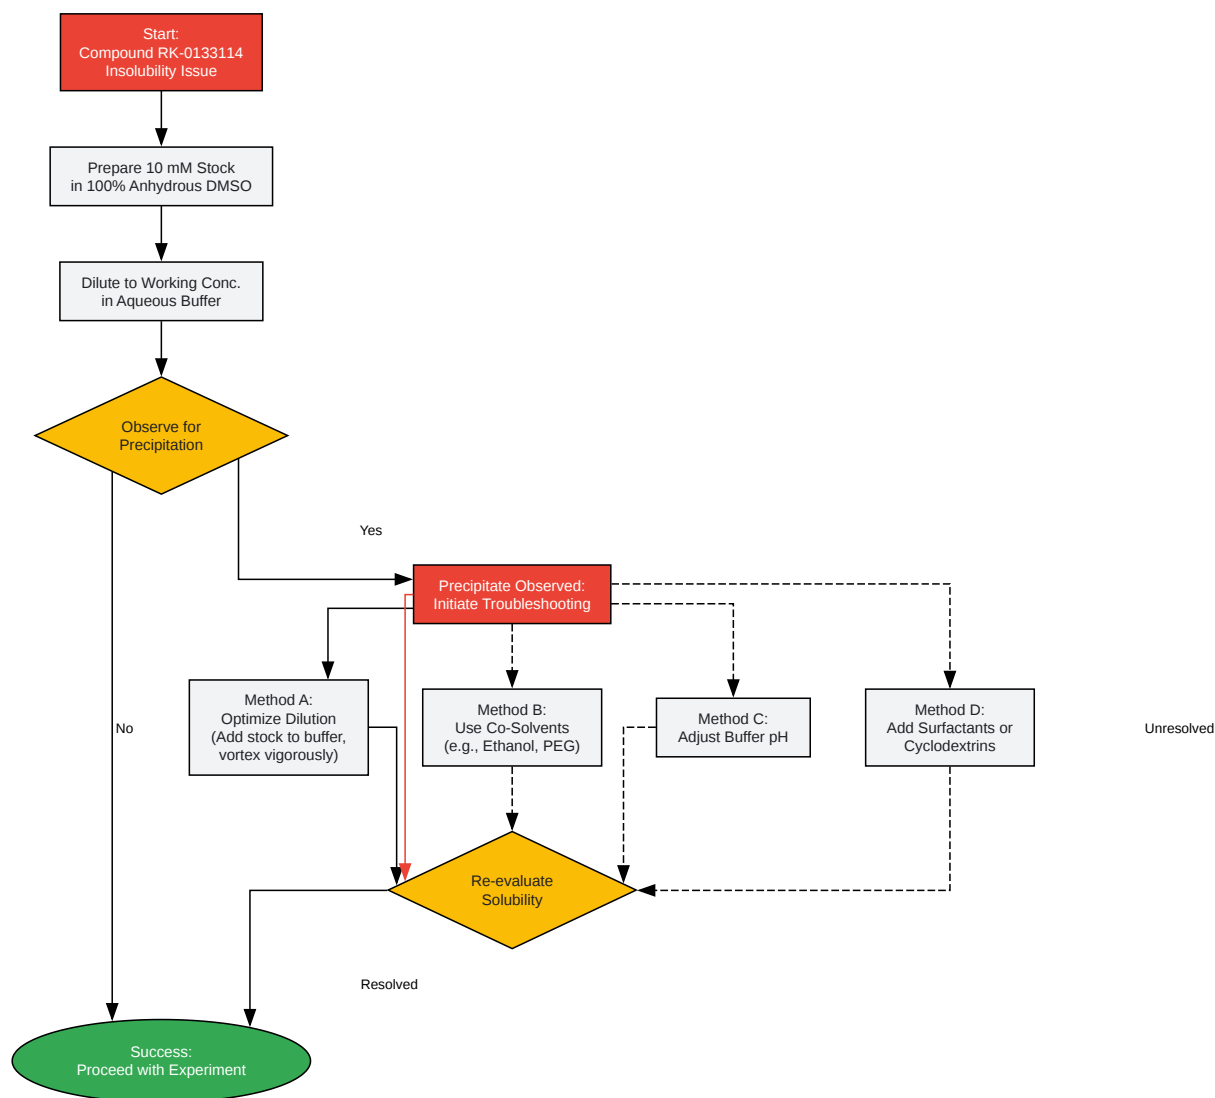 Start:
Compound RK-0133114
Insolubility Issue
Prepare 10 mM Stock
in 100% Anhydrous DMSO
Dilute to Working Conc.
in Aqueous Buffer
Observe for
Precipitation
Yes
Precipitate Observed:
Initiate Troubleshooting
Method A:
Optimize Dilution
(Add stock to buffer,
vortex vigorously)
Method B:
Use Co-Solvents
(e.g., Ethanol, PEG)
Method C:
Adjust Buffer pH
Method D:
Add Surfactants or
Cyclodextrins
No
Unresolved
Re-evaluate
Solubility
Resolved
Success:
Proceed with Experiment